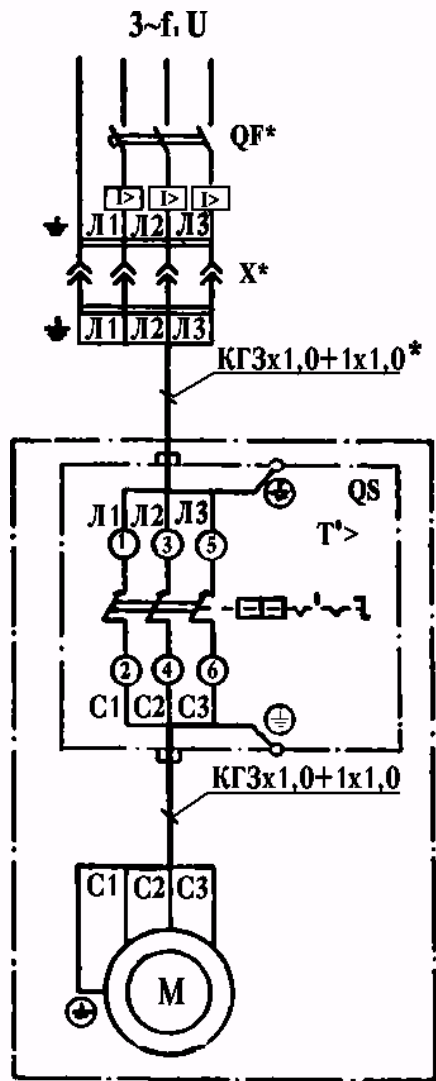 3~f, U
QF*
I> I> I>
Л1 Л2 Л3
X*
Л1 Л2 Л3
КГ3х1,0+1х1,0*
QS
Л1 Л2 Л3
T°>
1 3 5
2 4 6
С1 С2 С3
КГ3х1,0+1х1,0
С1 С2 С3
М